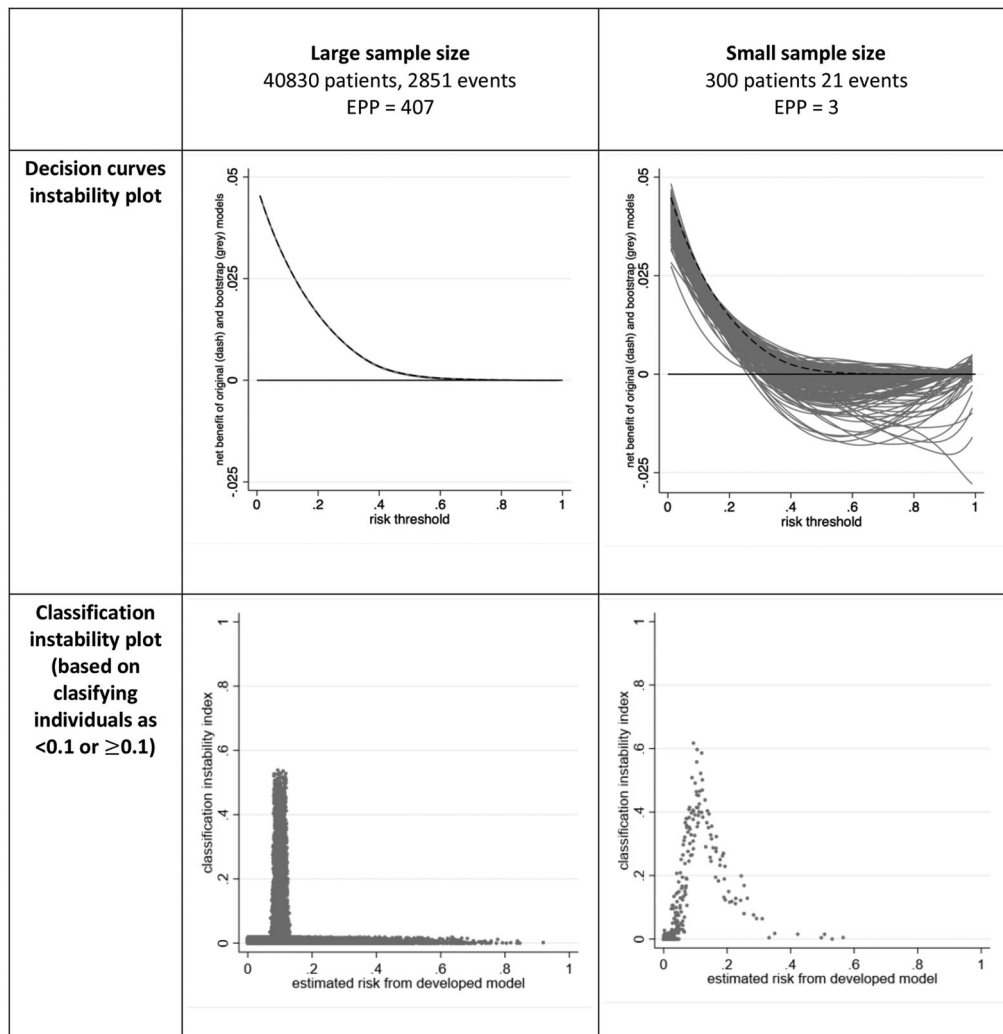 Large sample size
40830 patients, 2851 events
EPP = 407
Small sample size
300 patients 21 events
EPP = 3
Decision curves
instability plot
net benefit of original (dash) and bootstrap (grey) models
.05
.025
0
-.025
0 .2 .4 .6 .8 1
risk threshold
net benefit of original (dash) and bootstrap (grey) models
.05
.025
0
-.025
0 .2 .4 .6 .8 1
risk threshold
Classification
instability plot
(based on
clasifying
individuals as
<0.1 or ≥0.1)
classification instability index
1
.8
.6
.4
.2
0
0 .2 .4 .6 .8 1
estimated risk from developed model
classification instability index
1
.8
.6
.4
.2
0
0 .2 .4 .6 .8 1
estimated risk from developed model